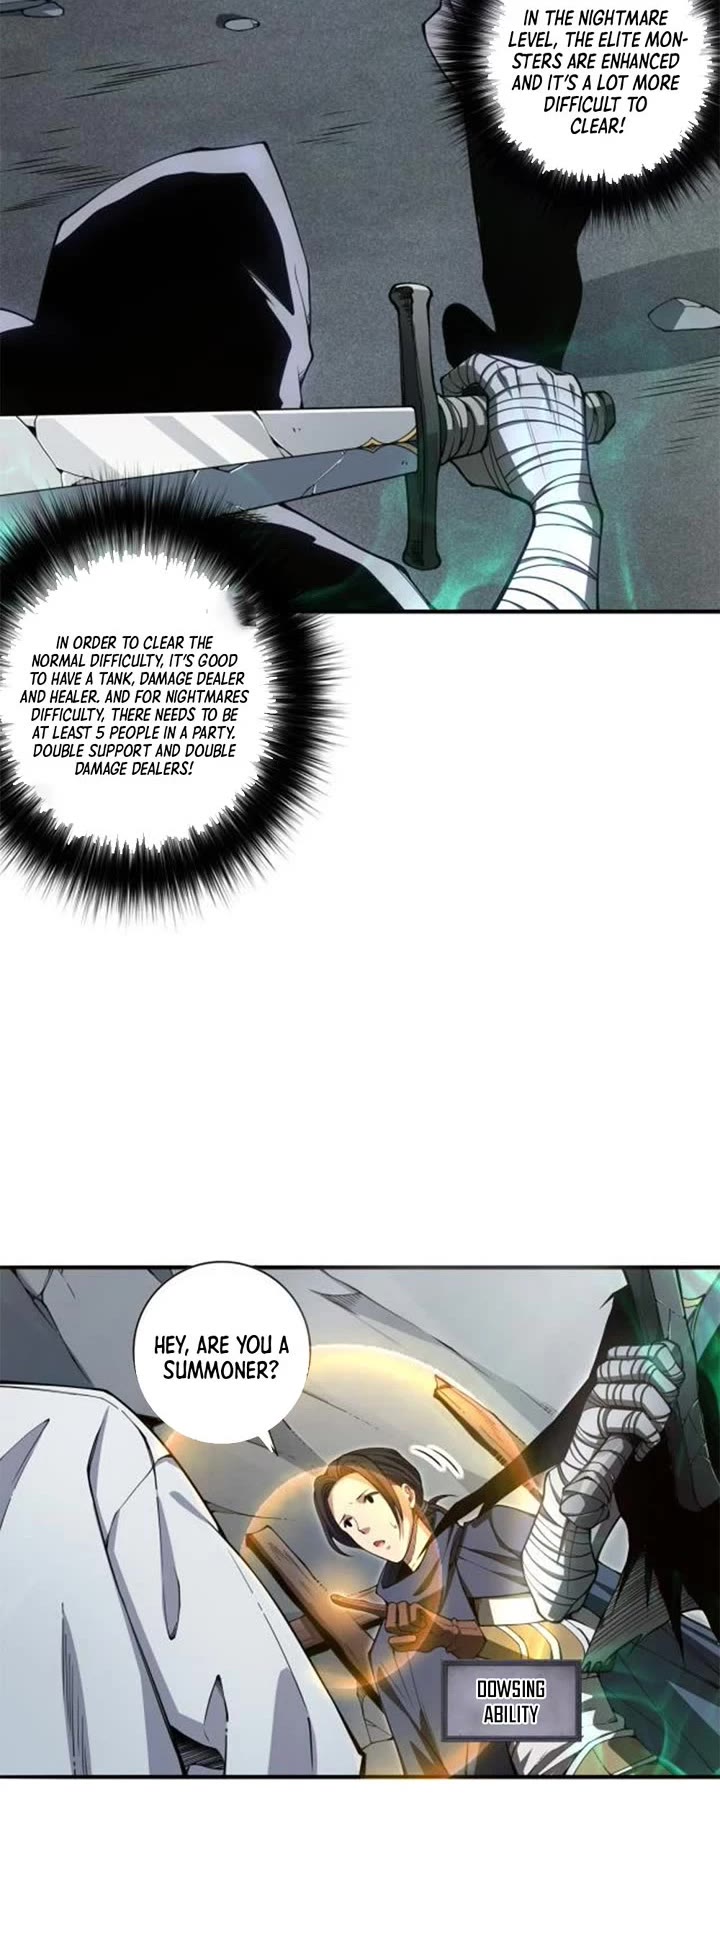 IN THE NIGHTMARE
LEVEL, THE ELITE MON-
STERS ARE ENHANCED
AND IT'S A LOT MORE
DIFFICULT TO
CLEAR!
IN ORDER TO CLEAR THE
NORMAL DIFFICULTY, IT'S GOOD
TO HAVE A TANK, DAMAGE DEALER
AND HEALER. AND FOR NIGHTMARES
DIFFICULTY, THERE NEEDS TO BE
AT LEAST 5 PEOPLE IN A PARTY.
DOUBLE SUPPORT AND DOUBLE
DAMAGE DEALERS!
HEY, ARE YOU A
SUMMONER?
DOWSING
ABILITY